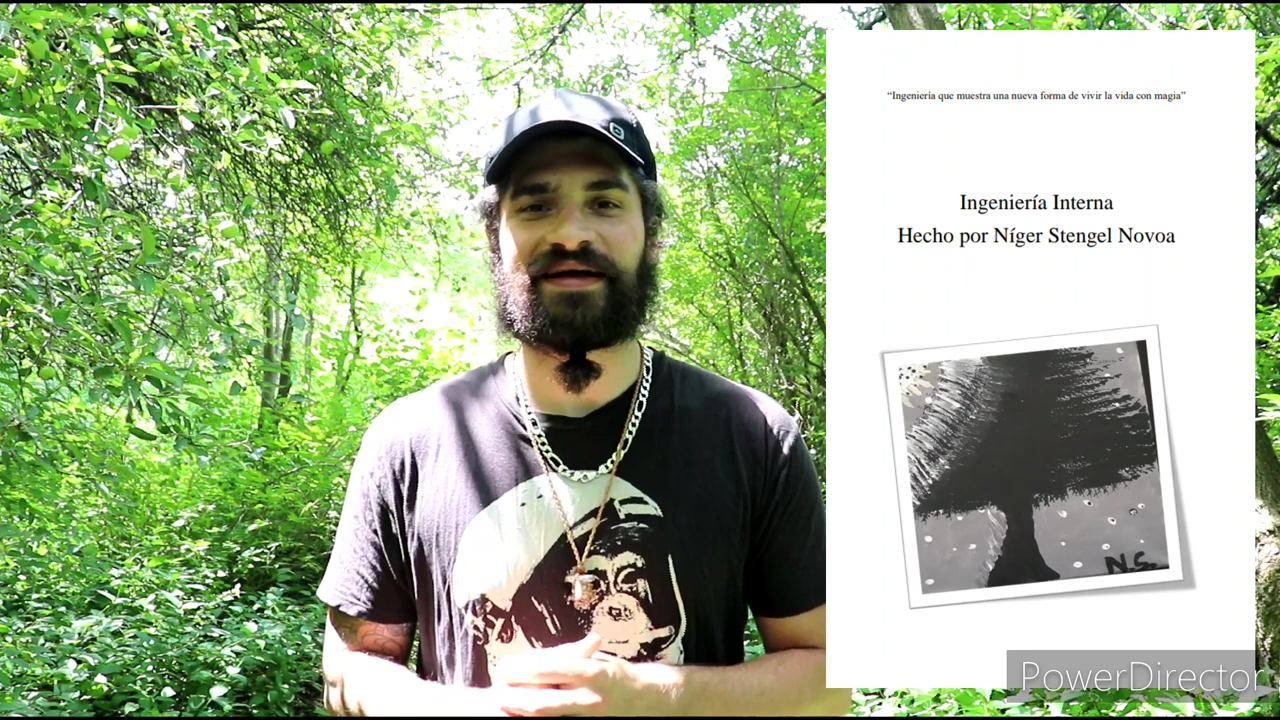 “Ingeniería que muestra una nueva forma de vivir la vida con magia”
Ingeniería Interna
Hecho por Níger Stengel Novoa
N.S.
PowerDirector